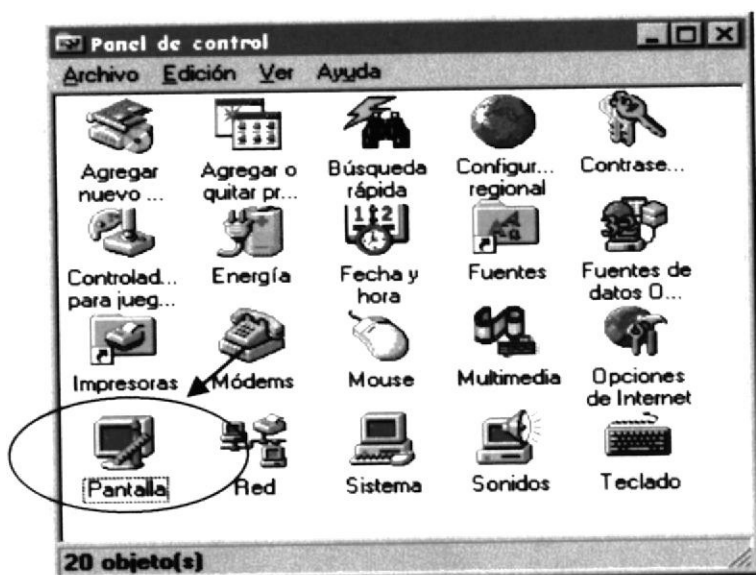 Panel de control
Archivo Edición Ver Ayuda
Agregar nuevo ...
Agregar o quitar pr...
Búsqueda rápida
Configur... regional
Contrase...
Controlad... para jueg...
Energía
Fecha y hora
Fuentes
Fuentes de datos O...
Impresoras
Módems
Mouse
Multimedia
Opciones de Internet
Pantalla
Red
Sistema
Sonidos
Teclado
20 objeto(s)